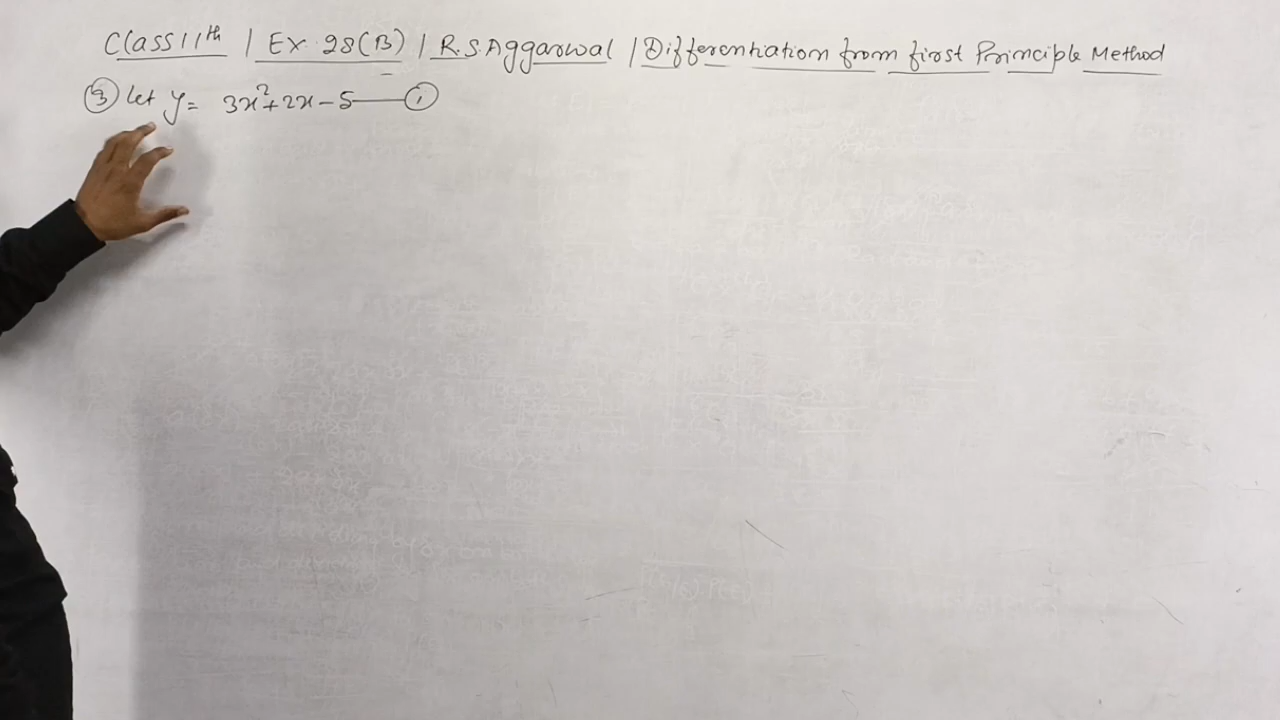 Class 11th / Ex. 28(B) / R.S.Aggarwal / Differentiation from first Principle Method
③ let y = 3x²+2x-5 —— ①